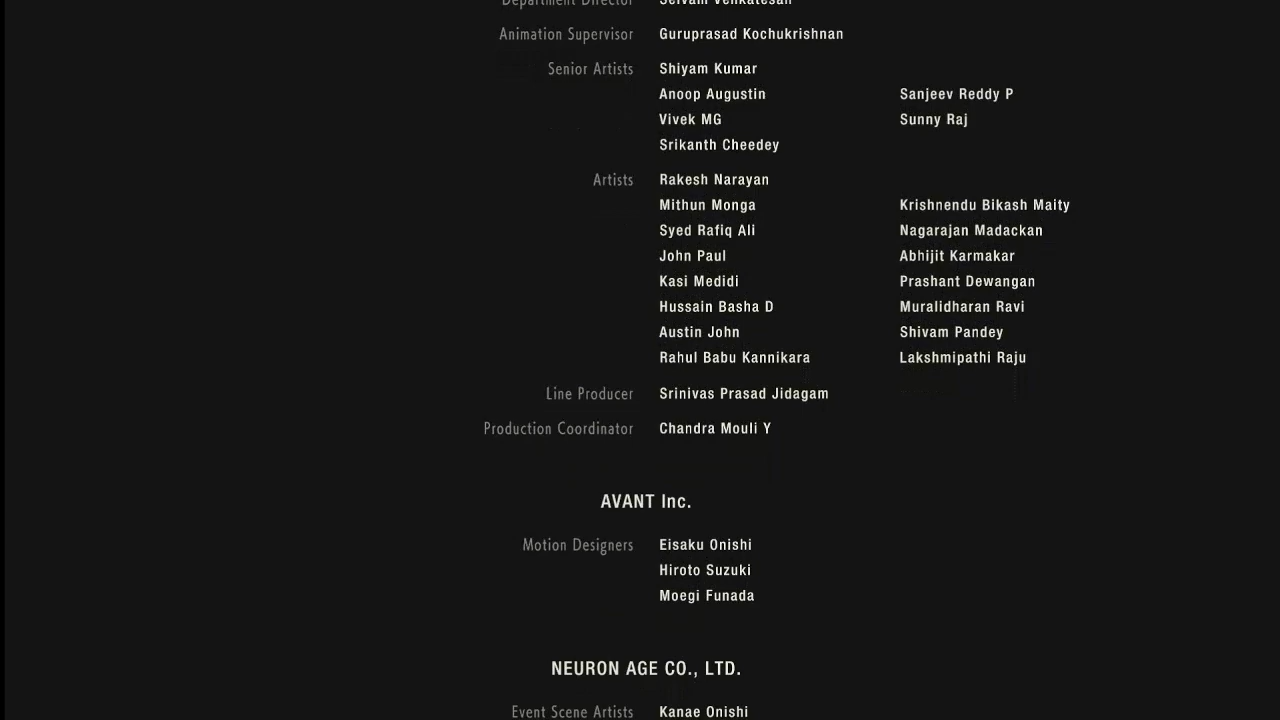 Department Director Selvam Venkatesan
Animation Supervisor Guruprasad Kochukrishnan
Senior Artists Shiyam Kumar
Anoop Augustin Sanjeev Reddy P
Vivek MG Sunny Raj
Srikanth Cheedey
Artists Rakesh Narayan
Mithun Monga Krishnendu Bikash Maity
Syed Rafiq Ali Nagarajan Madackan
John Paul Abhijit Karmakar
Kasi Medidi Prashant Dewangan
Hussain Basha D Muralidharan Ravi
Austin John Shivam Pandey
Rahul Babu Kannikara Lakshmipathi Raju
Line Producer Srinivas Prasad Jidagam
Production Coordinator Chandra Mouli Y
AVANT Inc.
Motion Designers Eisaku Onishi
Hiroto Suzuki
Moegi Funada
NEURON AGE CO., LTD.
Event Scene Artists Kanae Onishi